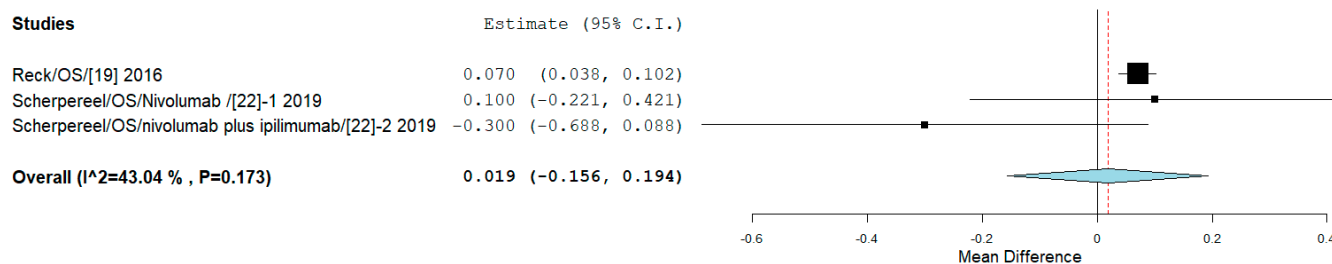 Studies Estimate (95% C.I.)
Reck/OS/[19] 2016 0.070 (0.038, 0.102)
Scherpereel/OS/Nivolumab /[22]-1 2019 0.100 (-0.221, 0.421)
Scherpereel/OS/nivolumab plus ipilimumab/[22]-2 2019 -0.300 (-0.688, 0.088)
Overall (I^2=43.04 % , P=0.173) 0.019 (-0.156, 0.194)
-0.6 -0.4 -0.2 0 0.2 0.4
Mean Difference